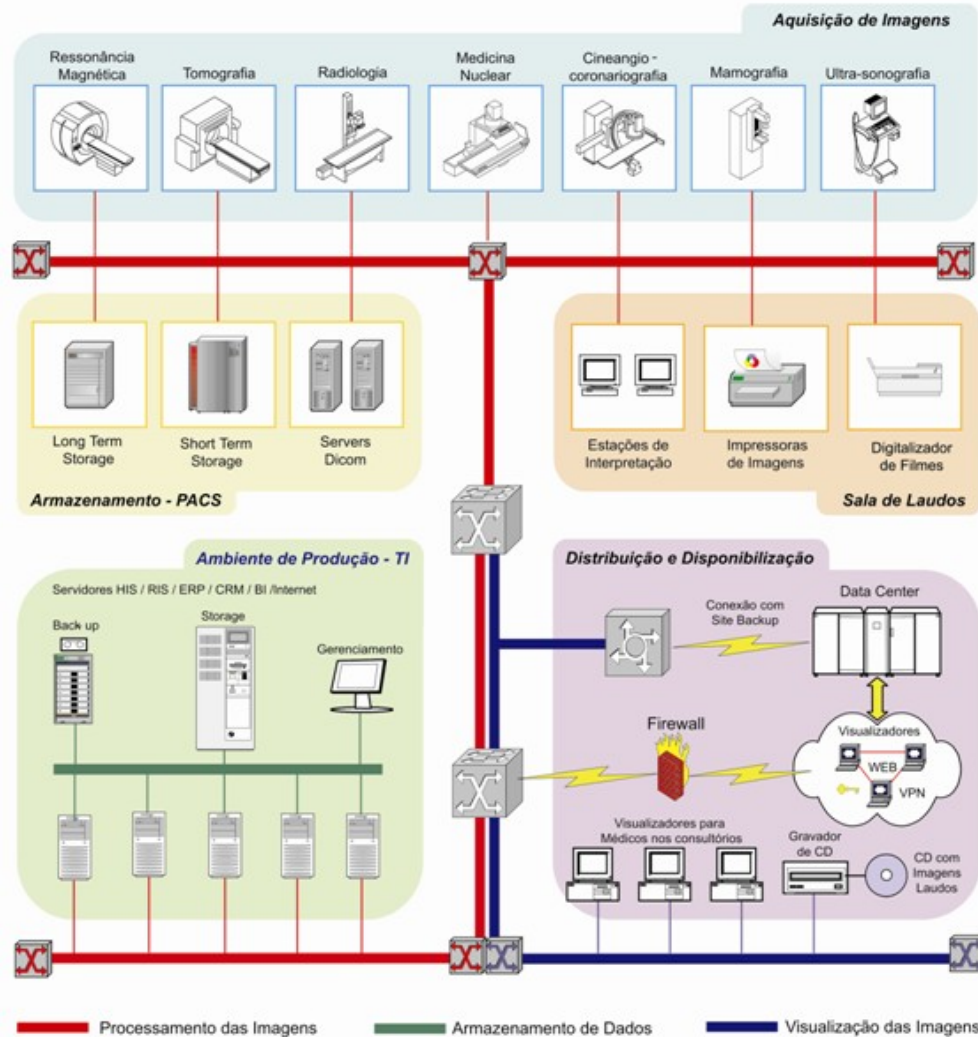 Aquisição de Imagens
Ressonância
Magnética
Tomografia
Radiologia
Medicina
Nuclear
Cineangio -
coronariografia
Mamografia
Ultra-sonografia
Long Term
Storage
Short Term
Storage
Servers
Dicom
Armazenamento - PACS
Estações de
Interpretação
Impressoras
de Imagens
Digitalizador
de Filmes
Sala de Laudos
Ambiente de Produção - TI
Servidores HIS / RIS / ERP / CRM / BI /Internet
Back up
Storage
Gerenciamento
Distribuição e Disponibilização
Conexão com
Site Backup
Data Center
Firewall
Visualizadores
WEB
VPN
Visualizadores para
Médicos nos consultórios
Gravador
de CD
CD com
Imagens
Laudos
Processamento das Imagens
Armazenamento de Dados
Visualização das Imagens